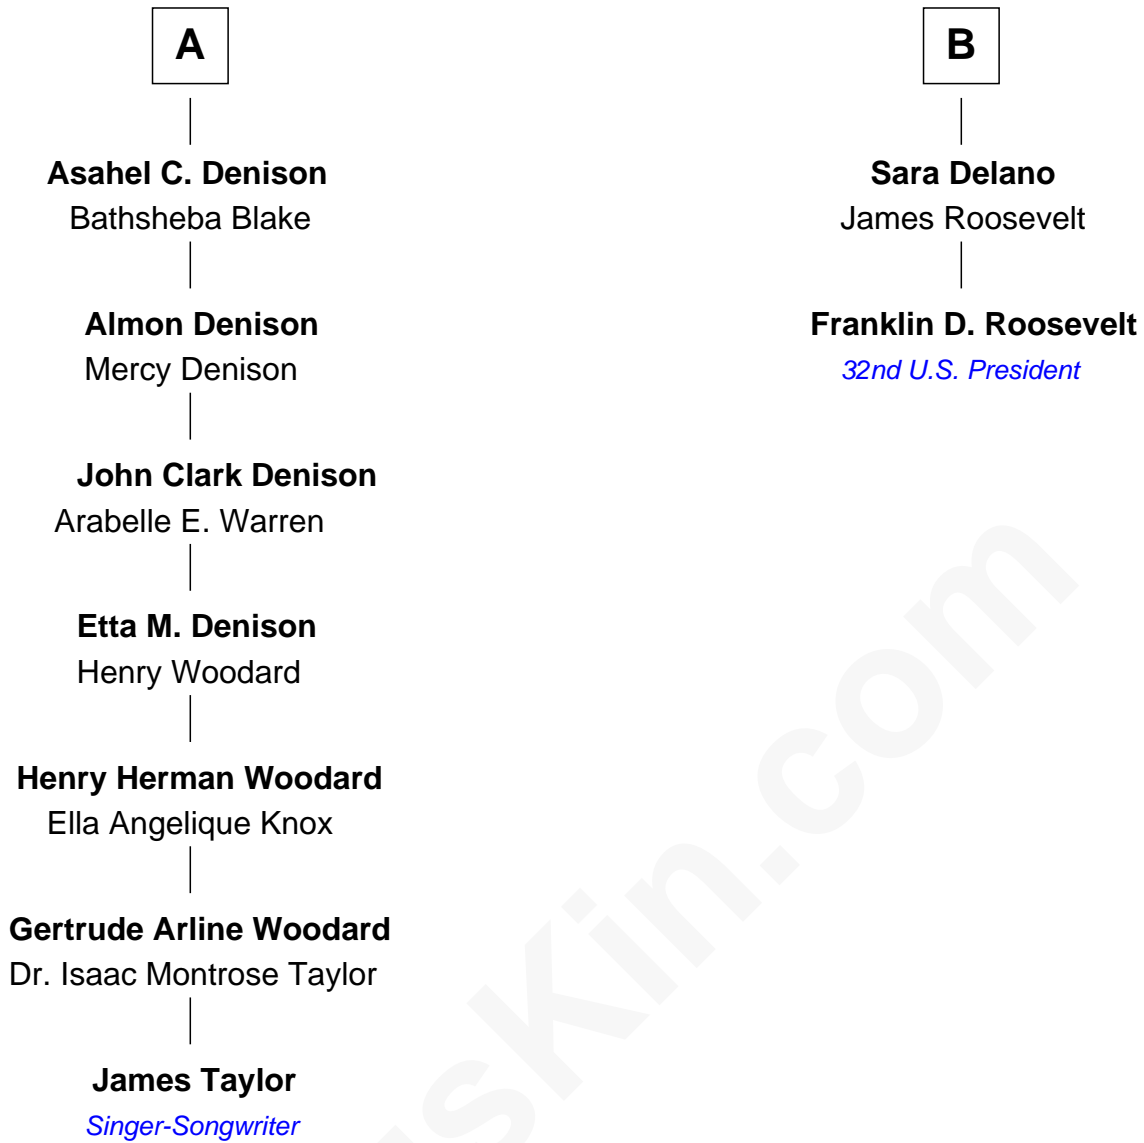 A
Asahel C. Denison
Bathsheba Blake
Almon Denison
Mercy Denison
John Clark Denison
Arabelle E. Warren
Etta M. Denison
Henry Woodard
Henry Herman Woodard
Ella Angelique Knox
Gertrude Arline Woodard
Dr. Isaac Montrose Taylor
James Taylor
Singer-Songwriter
B
Sara Delano
James Roosevelt
Franklin D. Roosevelt
32nd U.S. President
usKin.com